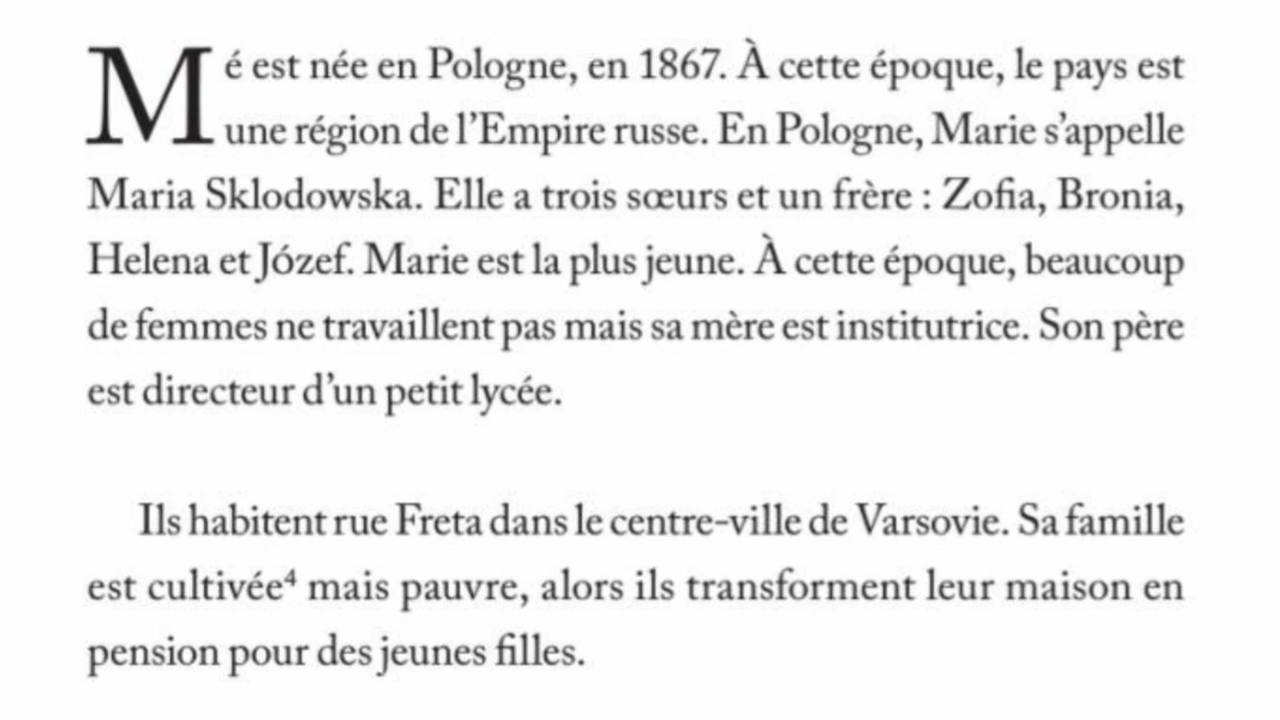 Mé est née en Pologne, en 1867. À cette époque, le pays est
une région de l’Empire russe. En Pologne, Marie s’appelle
Maria Sklodowska. Elle a trois sœurs et un frère : Zofia, Bronia,
Helena et Józef. Marie est la plus jeune. À cette époque, beaucoup
de femmes ne travaillent pas mais sa mère est institutrice. Son père
est directeur d’un petit lycée.
Ils habitent rue Freta dans le centre-ville de Varsovie. Sa famille
est cultivée⁴ mais pauvre, alors ils transforment leur maison en
pension pour des jeunes filles.